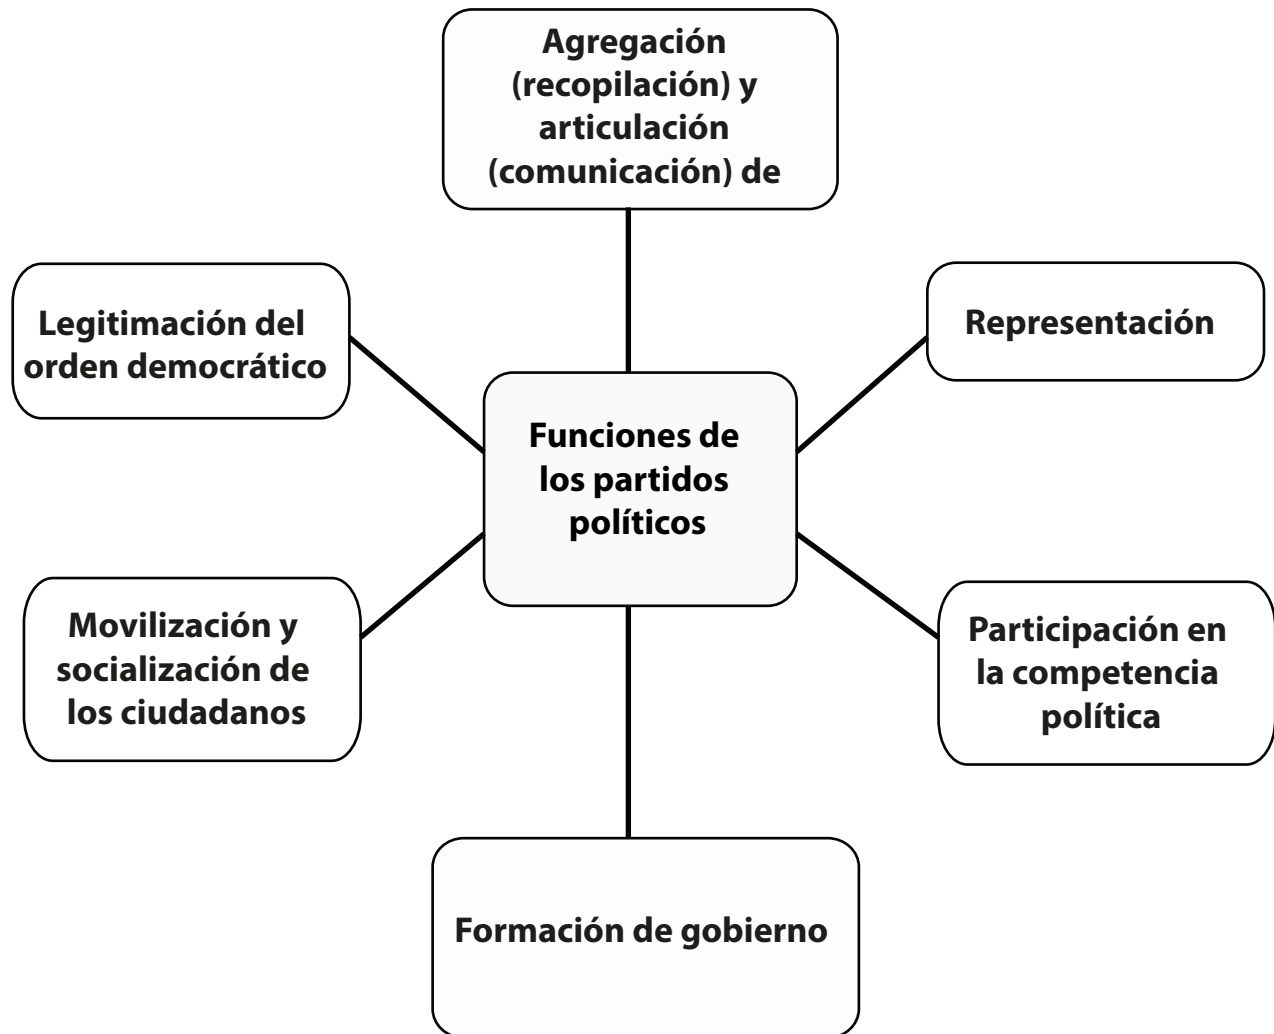 Agregación
(recopilación) y
articulación
(comunicación) de
Legitimación del
orden democrático
Representación
Funciones de
los partidos
políticos
Movilización y
socialización de
los ciudadanos
Participación en
la competencia
política
Formación de gobierno